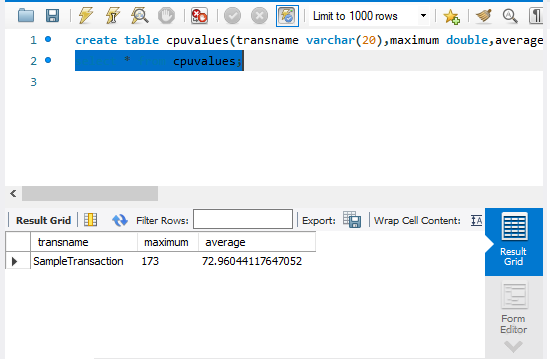 Limit to 1000 rows
1 create table cpuvalues(transname varchar(20),maximum double,average
2 * cpuvalues;
3
Result Grid Filter Rows: Export: Wrap Cell Content:
transname maximum average
SampleTransaction 173 72.96044117647052
Result Grid
Form Editor